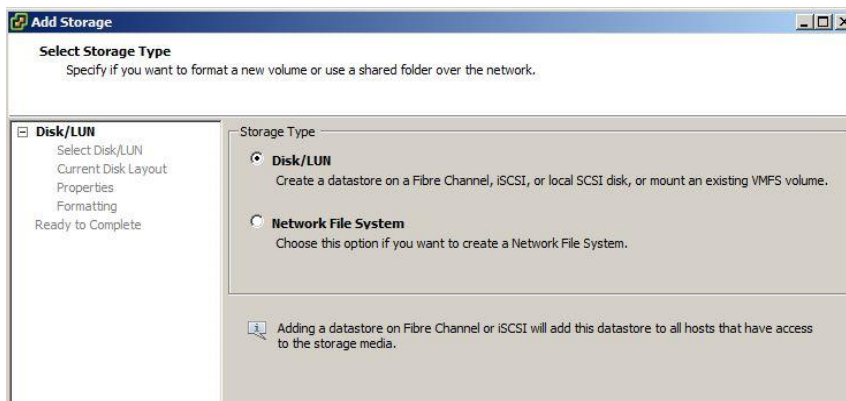 Add Storage
Select Storage Type
Specify if you want to format a new volume or use a shared folder over the network.
Disk/LUN
Select Disk/LUN
Current Disk Layout
Properties
Formatting
Ready to Complete
Storage Type
Disk/LUN
Create a datastore on a Fibre Channel, iSCSI, or local SCSI disk, or mount an existing VMFS volume.
Network File System
Choose this option if you want to create a Network File System.
Adding a datastore on Fibre Channel or iSCSI will add this datastore to all hosts that have access
to the storage media.